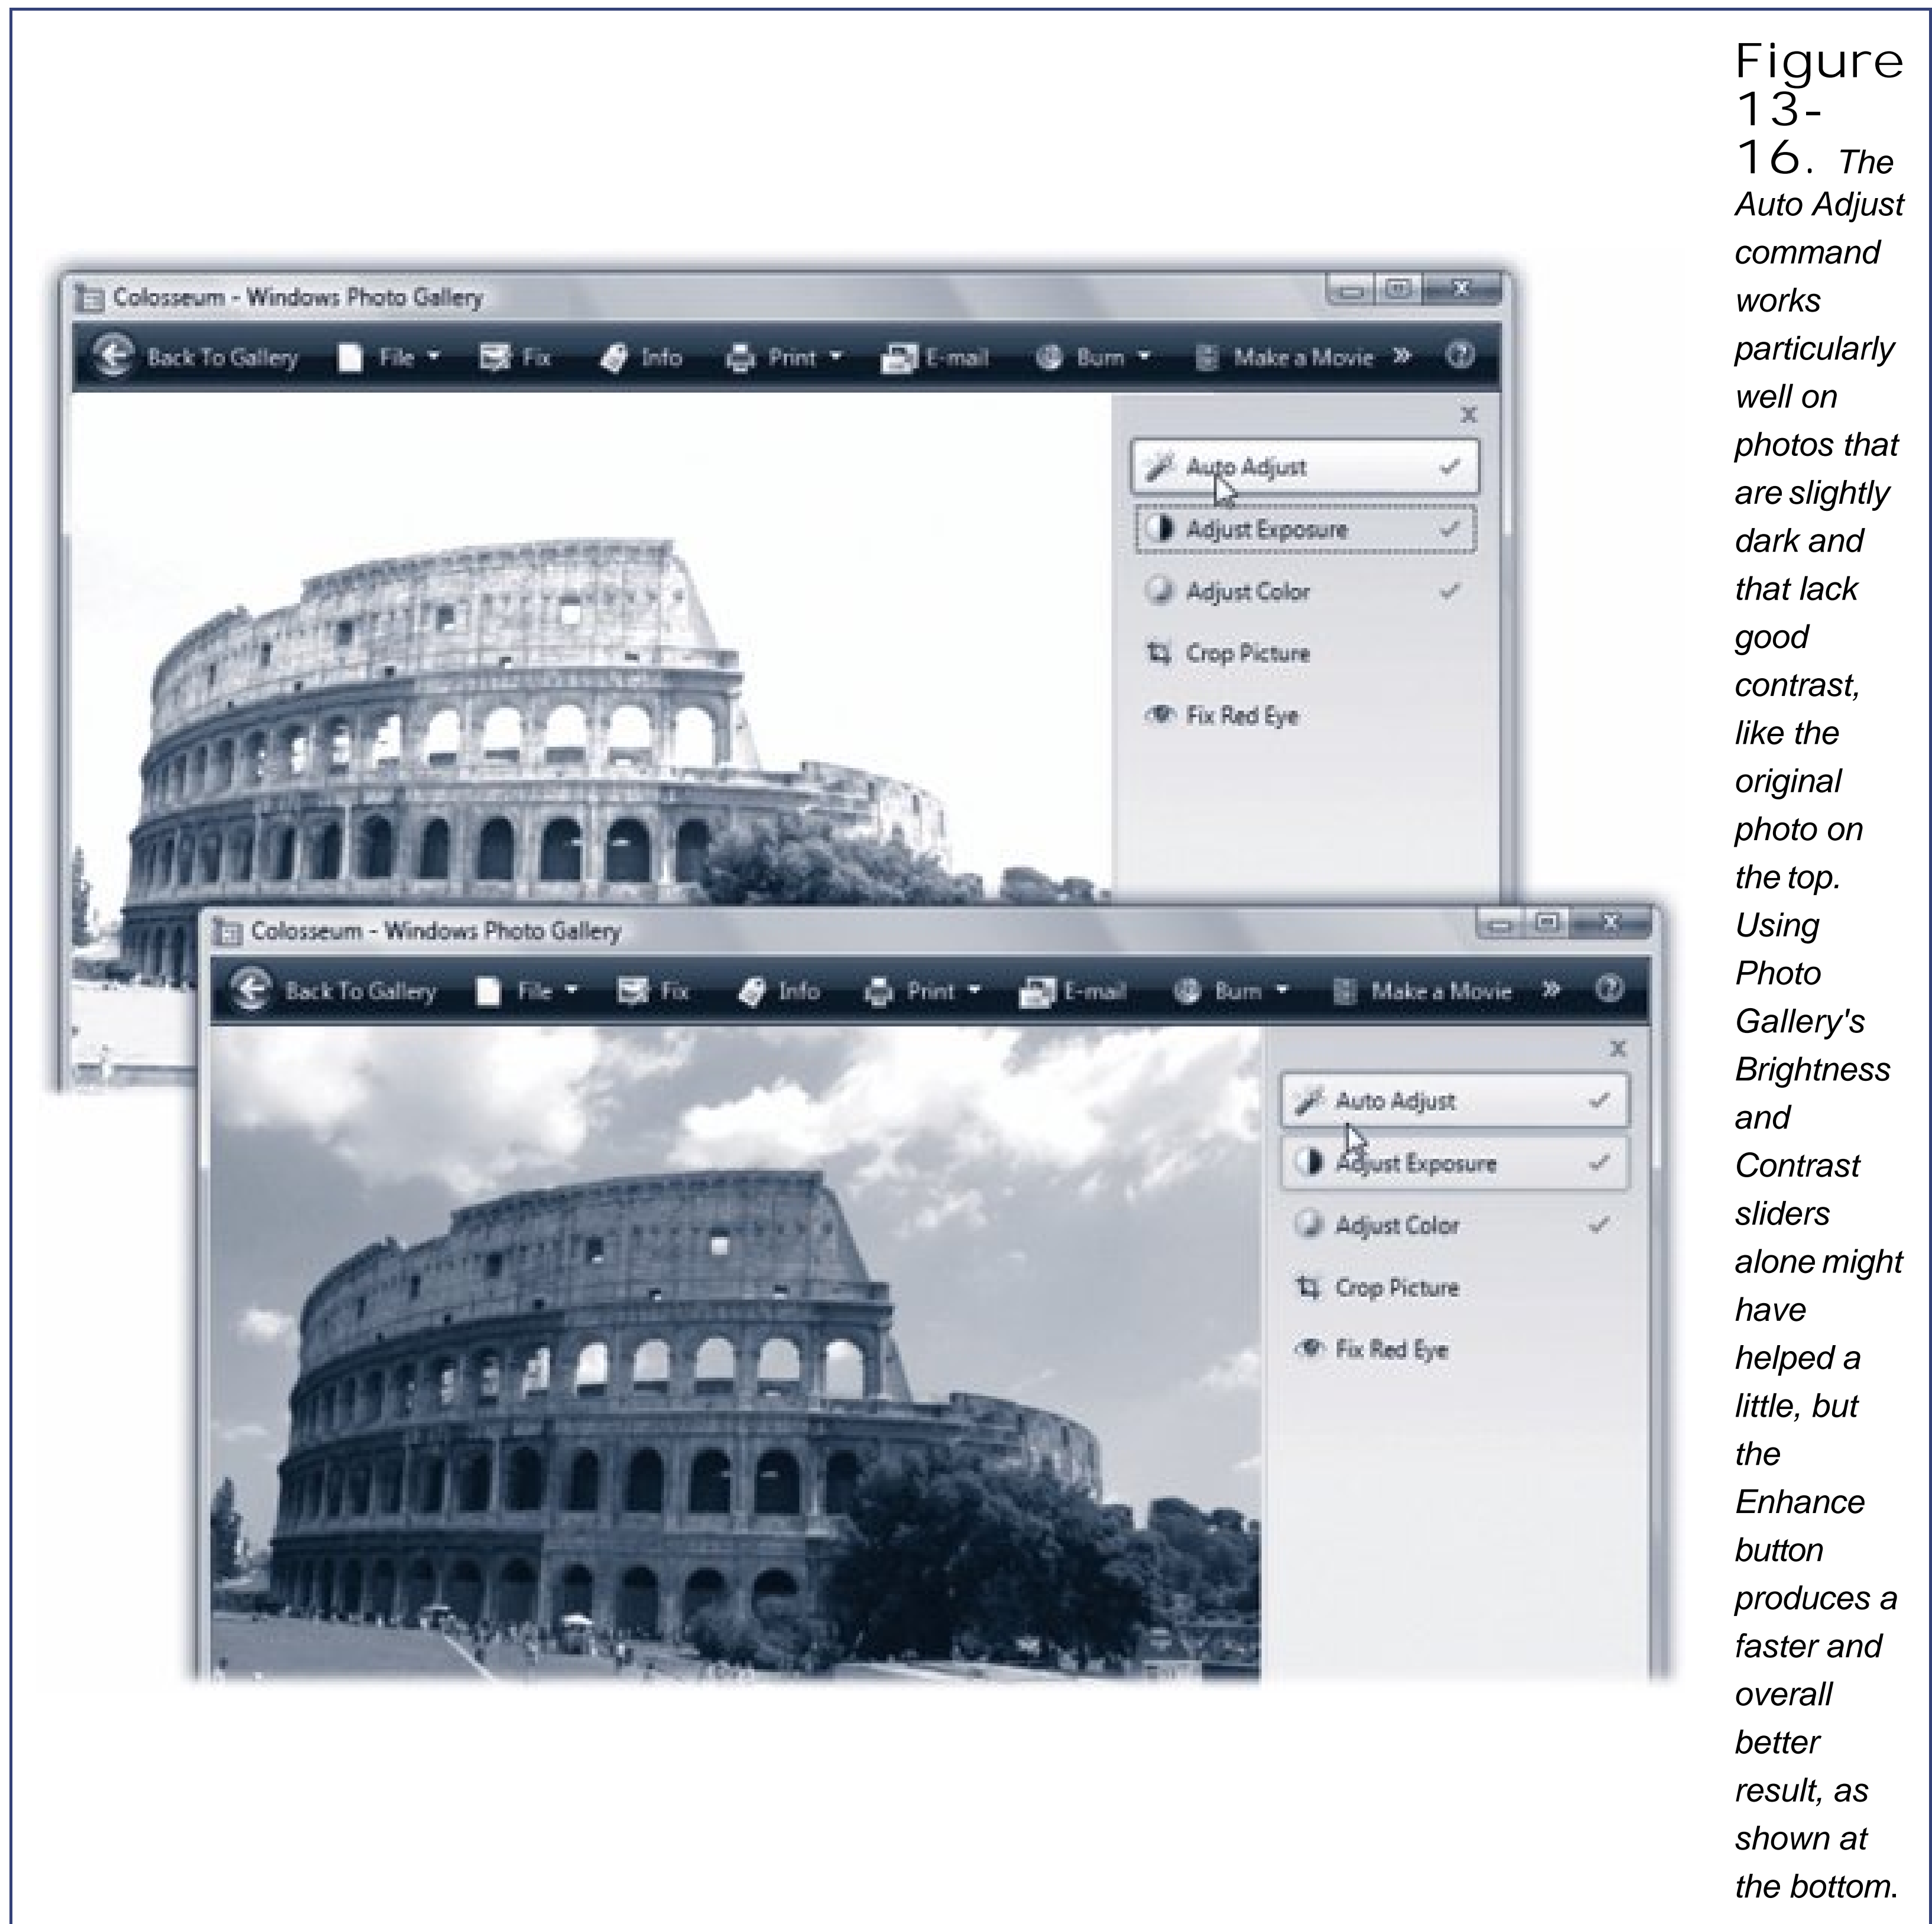 Figure
13-
16. The
Auto Adjust
command
works
particularly
well on
photos that
are slightly
dark and
that lack
good
contrast,
like the
original
photo on
the top.
Using
Photo
Gallery's
Brightness
and
Contrast
sliders
alone might
have
helped a
little, but
the
Enhance
button
produces a
faster and
overall
better
result, as
shown at
the bottom.
Colosseum - Windows Photo Gallery
Back To Gallery File Fix Info Print E-mail Burn Make a Movie »
Auto Adjust
Adjust Exposure
Adjust Color
Crop Picture
Fix Red Eye
Colosseum - Windows Photo Gallery
Back To Gallery File Fix Info Print E-mail Burn Make a Movie »
Auto Adjust
Adjust Exposure
Adjust Color
Crop Picture
Fix Red Eye